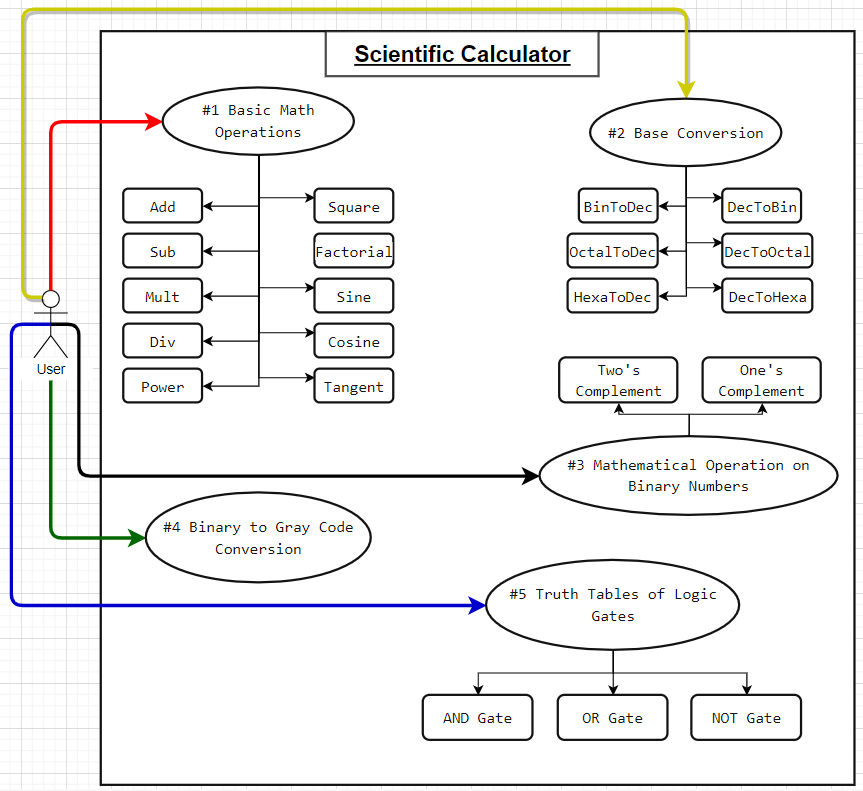 Scientific Calculator
#1 Basic Math
Operations
Add
Square
Sub
Factorial
Mult
Sine
Div
Cosine
Power
Tangent
#2 Base Conversion
BinToDec
DecToBin
OctalToDec
DecToOctal
HexaToDec
DecToHexa
User
Two's
Complement
One's
Complement
#3 Mathematical Operation on
Binary Numbers
#4 Binary to Gray Code
Conversion
#5 Truth Tables of Logic
Gates
AND Gate
OR Gate
NOT Gate